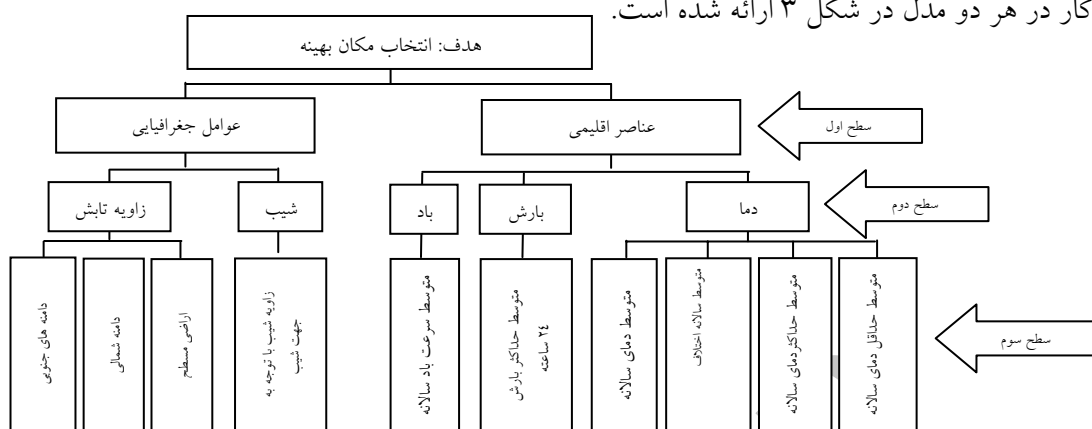 کار در هر دو مدل در شکل ۳ ارائه شده است.
هدف: انتخاب مکان بهینه
عناصر اقلیمی
عوامل جغرافیایی
سطح اول
دما
بارش
باد
شیب
زاویه تابش
سطح دوم
متوسط حداقل دمای سالانه
متوسط حداکثر دمای سالانه
متوسط سالانه اختلاف
متوسط دمای سالانه
متوسط حداکثر بارش
۲٤ ساعته
متوسط سرعت باد سالانه
زاویه شیب با توجه به
جهت شیب
اراضی مسطح
دامنه شمالی
دامنه های جنوبی
سطح سوم